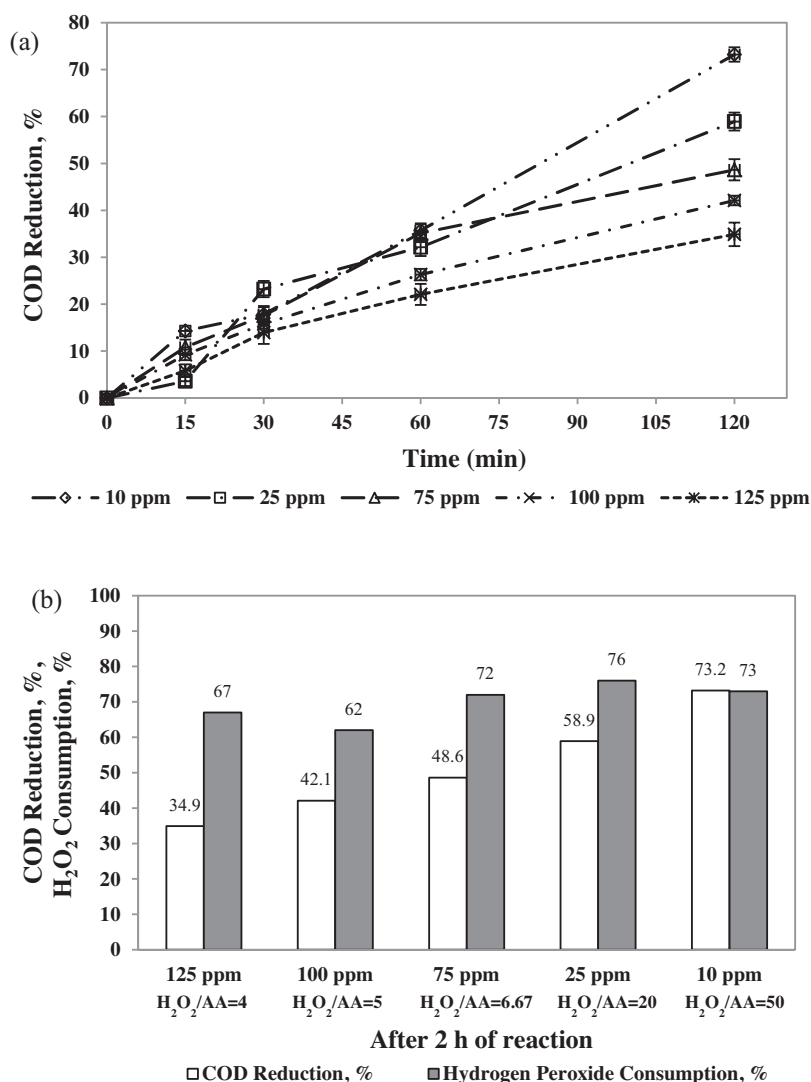 (a)
COD Reduction, %
80
70
60
50
40
30
20
10
0
0 15 30 45 60 75 90 105 120
Time (min)
10 ppm 25 ppm 75 ppm 100 ppm 125 ppm
(b)
COD Reduction, %,
H₂O₂ Consumption, %
100
90
80
70
60
50
40
30
20
10
0
34.9 67 42.1 62 48.6 72 58.9 76 73.2 73
125 ppm 100 ppm 75 ppm 25 ppm 10 ppm
H₂O₂/AA=4 H₂O₂/AA=5 H₂O₂/AA=6.67 H₂O₂/AA=20 H₂O₂/AA=50
After 2 h of reaction
COD Reduction, % Hydrogen Peroxide Consumption, %